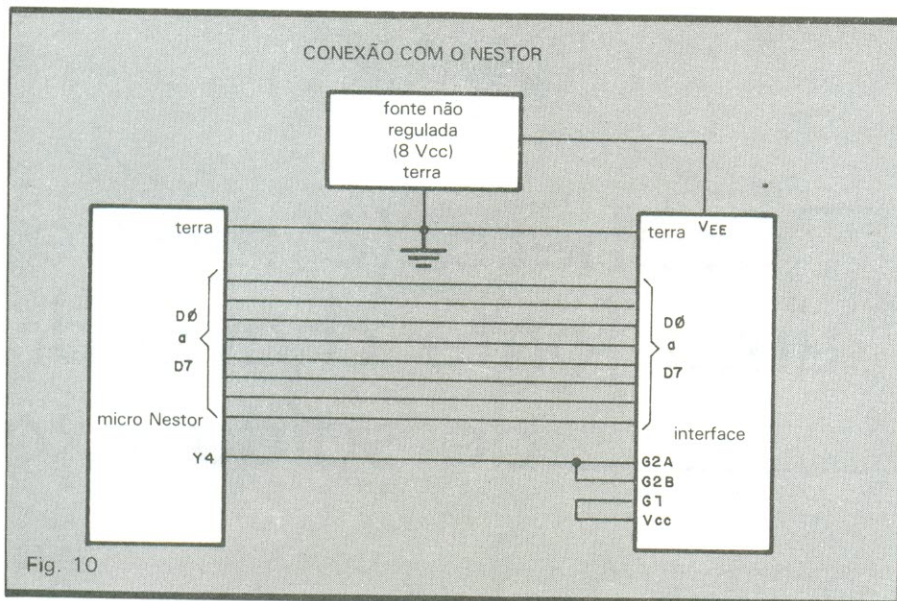 CONEXÃO COM O NESTOR
fonte não
regulada
(8 Vcc)
terra
terra
DØ
a
D7
micro Nestor
Y4
terra VEE
DØ
a
D7
interface
G2A
G2B
G1
Vcc
Fig. 10